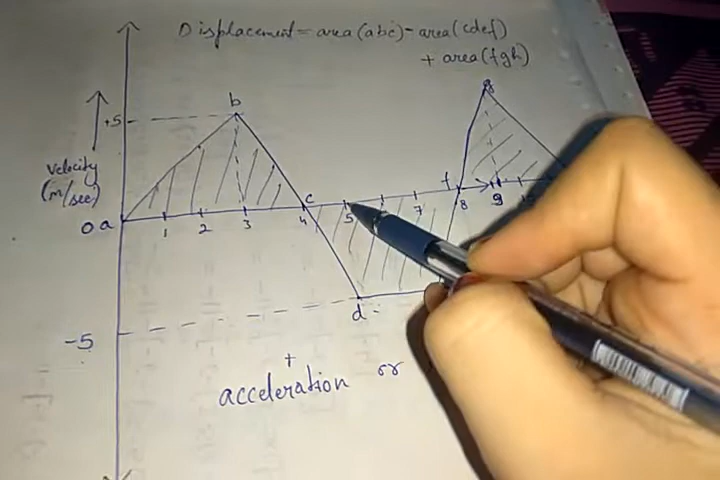 Displacement = area(abc) - area(cdef)
+ area(fgh)
g
b
+5
velocity
(m/sec)
f
c
0 a
1 2 3 4 5 7 8 9
d
-5
+
acceleration or